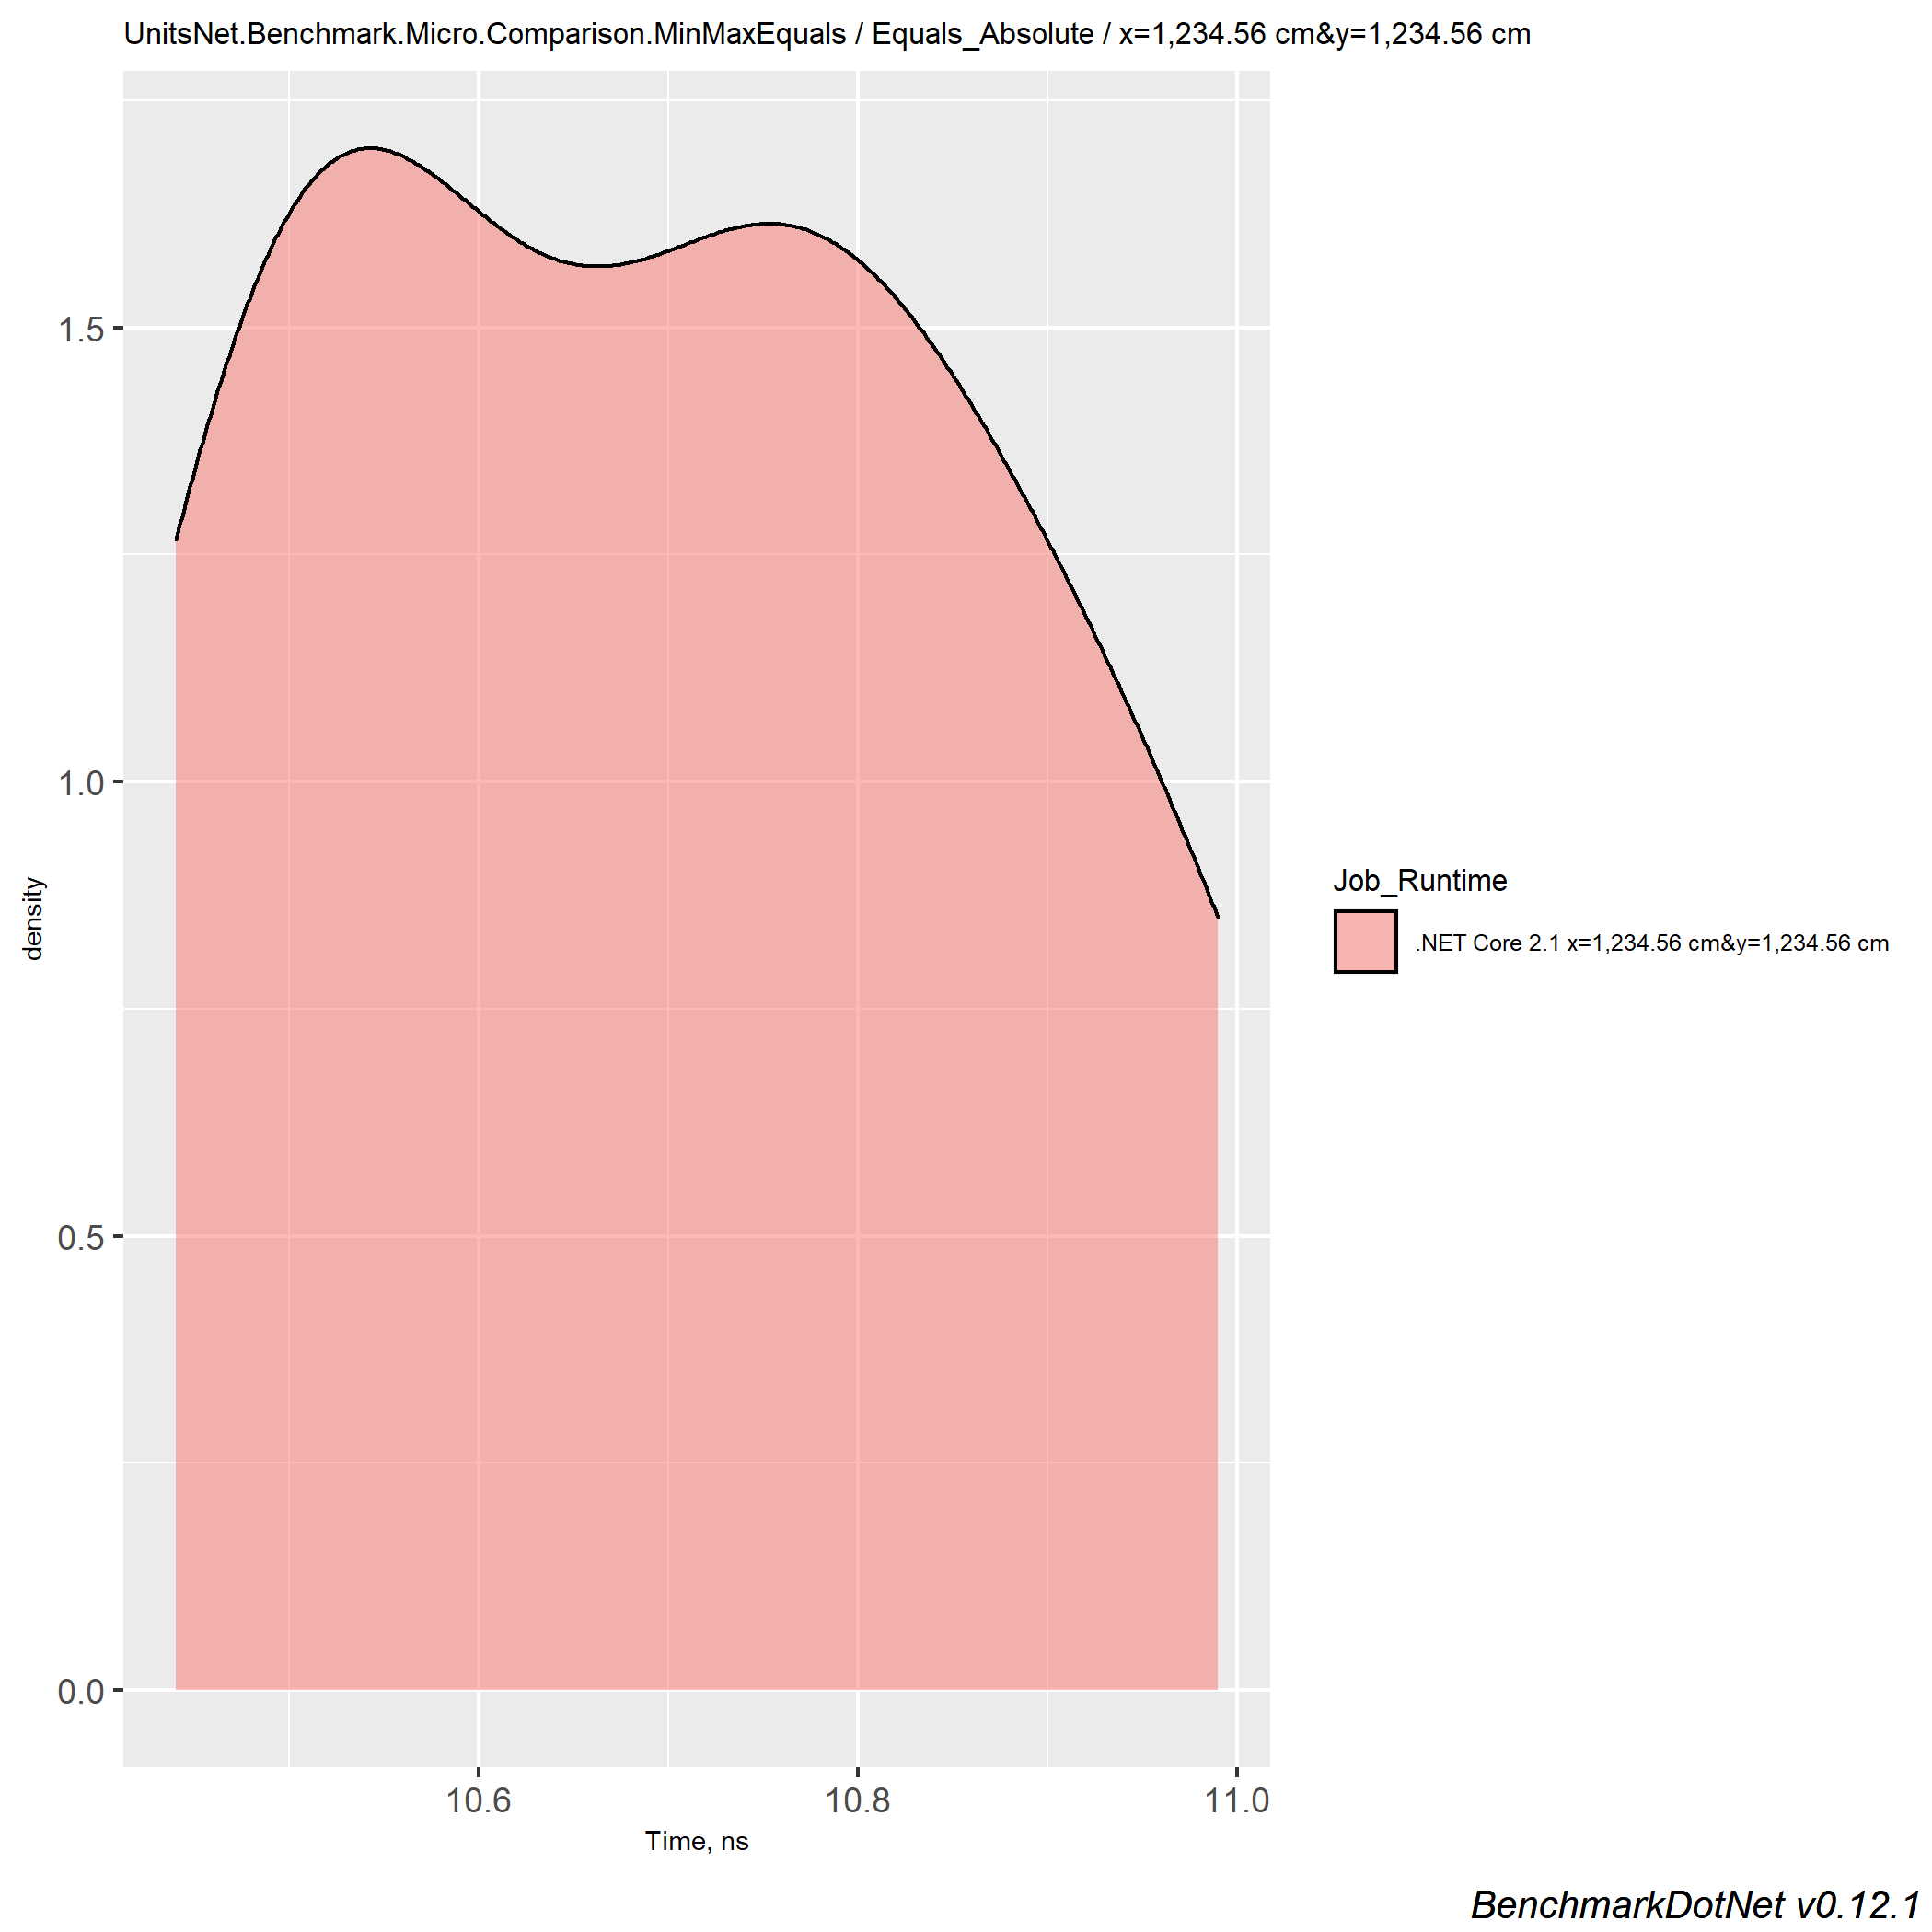 UnitsNet.Benchmark.Micro.Comparison.MinMaxEquals / Equals_Absolute / x=1,234.56 cm&y=1,234.56 cm
1.5
1.0
0.5
0.0
density
10.6 10.8 11.0
Time, ns
Job_Runtime
.NET Core 2.1 x=1,234.56 cm&y=1,234.56 cm
BenchmarkDotNet v0.12.1